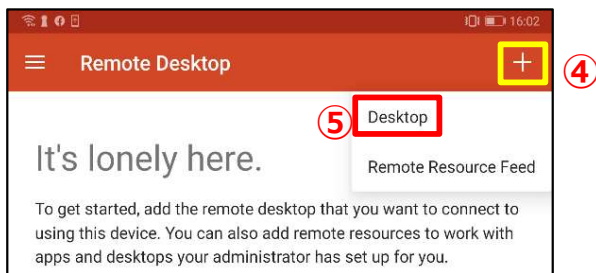 16:02
Remote Desktop
④
⑤
Desktop
Remote Resource Feed
It's lonely here.
To get started, add the remote desktop that you want to connect to
using this device. You can also add remote resources to work with
apps and desktops your administrator has set up for you.